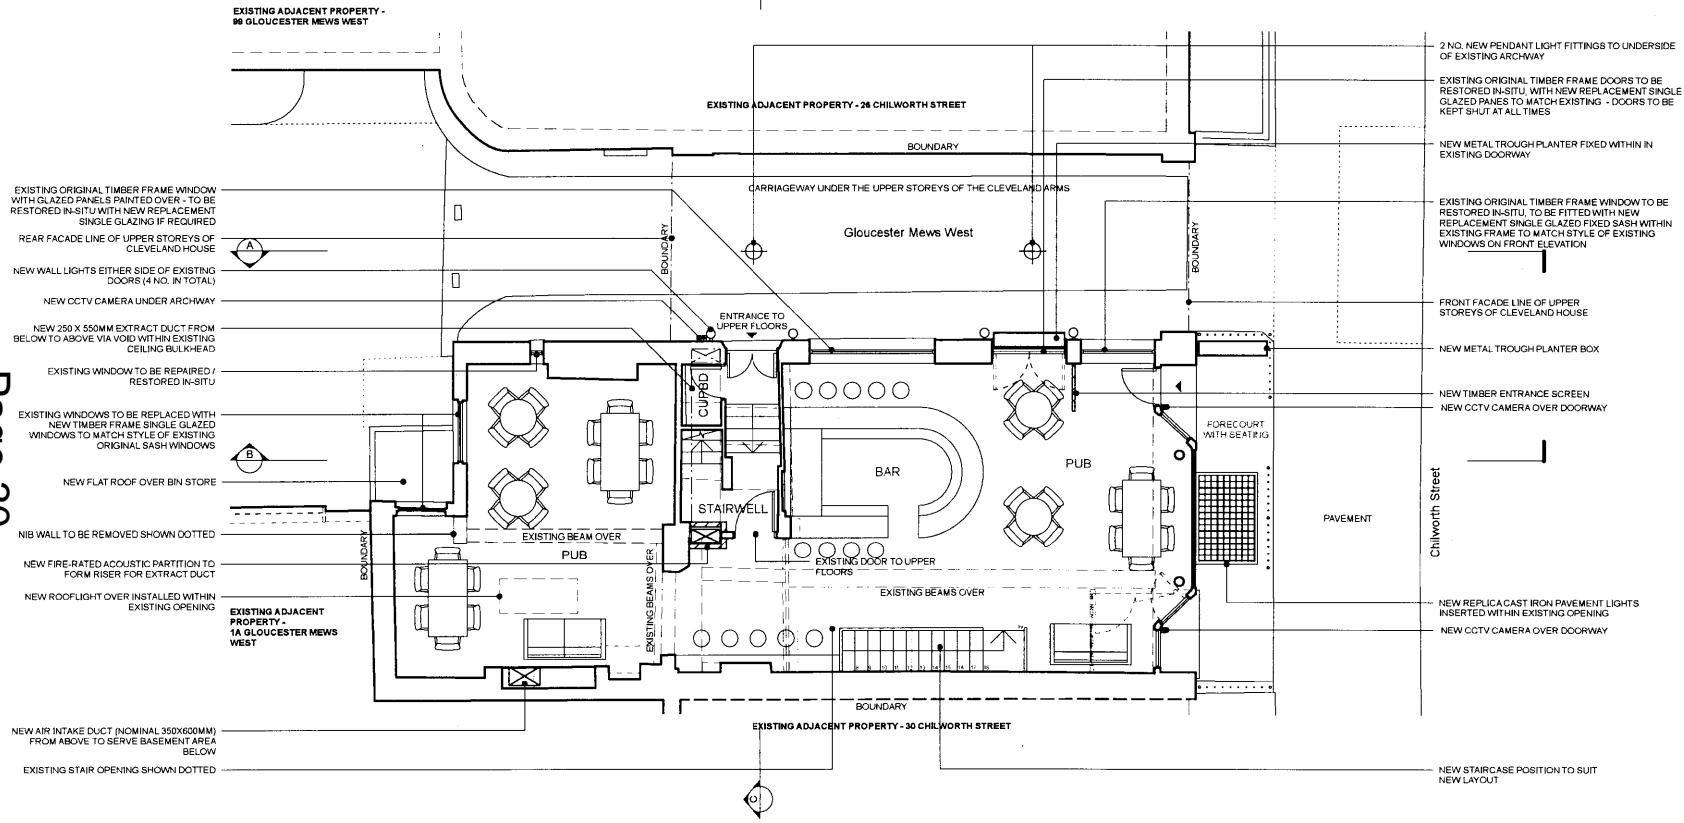 EXISTING ADJACENT PROPERTY -
99 GLOUCESTER MEWS WEST
EXISTING ORIGINAL TIMBER FRAME WINDOW
WITH GLAZED PANELS PAINTED OVER - TO BE
RESTORED IN-SITU WITH NEW REPLACEMENT
SINGLE GLAZING IF REQUIRED
REAR FACADE LINE OF UPPER STOREYS OF
CLEVELAND HOUSE
A
NEW WALL LIGHTS EITHER SIDE OF EXISTING
DOORS (4 NO. IN TOTAL)
NEW CCTV CAMERA UNDER ARCHWAY
NEW 250 X 550MM EXTRACT DUCT FROM
BELOW TO ABOVE VIA VOID WITHIN EXISTING
CEILING BULKHEAD
EXISTING WINDOW TO BE REPAIRED /
RESTORED IN-SITU
EXISTING WINDOWS TO BE REPLACED WITH
NEW TIMBER FRAME SINGLE GLAZED
WINDOWS TO MATCH STYLE OF EXISTING
ORIGINAL SASH WINDOWS
B
NEW FLAT ROOF OVER BIN STORE
NIB WALL TO BE REMOVED SHOWN DOTTED
NEW FIRE-RATED ACOUSTIC PARTITION TO
FORM RISER FOR EXTRACT DUCT
NEW ROOFLIGHT OVER INSTALLED WITHIN
EXISTING OPENING
EXISTING ADJACENT
PROPERTY -
1A GLOUCESTER MEWS
WEST
NEW AIR INTAKE DUCT (NOMINAL 350X600MM)
FROM ABOVE TO SERVE BASEMENT AREA
BELOW
EXISTING STAIR OPENING SHOWN DOTTED
EXISTING ADJACENT PROPERTY - 26 CHILWORTH STREET
BOUNDARY
CARRIAGEWAY UNDER THE UPPER STOREYS OF THE CLEVELAND ARMS
Gloucester Mews West
BOUNDARY
BOUNDARY
ENTRANCE TO
UPPER FLOORS
CUPBD
BAR
PUB
STAIRWELL
EXISTING BEAM OVER
PUB
BOUNDARY
EXISTING DOOR TO UPPER
FLOORS
EXISTING BEAMS OVER
EXISTING BEAMS OVER
BOUNDARY
EXISTING ADJACENT PROPERTY - 30 CHILWORTH STREET
C
FORECOURT
WITH SEATING
PAVEMENT
Chilworth Street
2 NO. NEW PENDANT LIGHT FITTINGS TO UNDERSIDE
OF EXISTING ARCHWAY
EXISTING ORIGINAL TIMBER FRAME DOORS TO BE
RESTORED IN-SITU, WITH NEW REPLACEMENT SINGLE
GLAZED PANES TO MATCH EXISTING - DOORS TO BE
KEPT SHUT AT ALL TIMES
NEW METAL TROUGH PLANTER FIXED WITHIN IN
EXISTING DOORWAY
EXISTING ORIGINAL TIMBER FRAME WINDOW TO BE
RESTORED IN-SITU, TO BE FITTED WITH NEW
REPLACEMENT SINGLE GLAZED FIXED SASH WITHIN
EXISTING FRAME TO MATCH STYLE OF EXISTING
WINDOWS ON FRONT ELEVATION
FRONT FACADE LINE OF UPPER
STOREYS OF CLEVELAND HOUSE
NEW METAL TROUGH PLANTER BOX
NEW TIMBER ENTRANCE SCREEN
NEW CCTV CAMERA OVER DOORWAY
NEW REPLICA CAST IRON PAVEMENT LIGHTS
INSERTED WITHIN EXISTING OPENING
NEW CCTV CAMERA OVER DOORWAY
NEW STAIRCASE POSITION TO SUIT
NEW LAYOUT